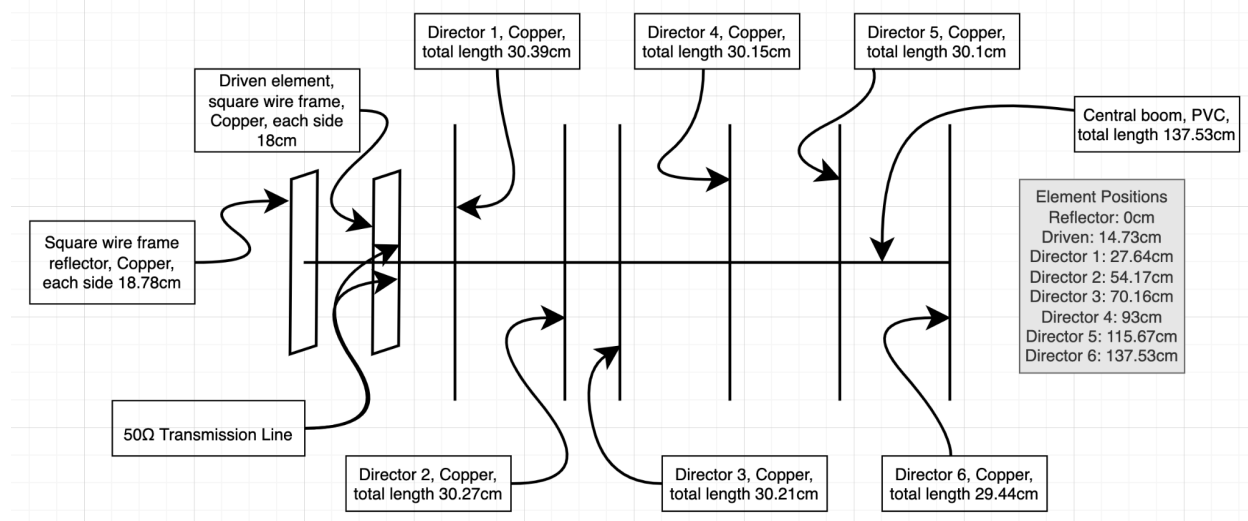 Director 1, Copper,
total length 30.39cm
Director 4, Copper,
total length 30.15cm
Director 5, Copper,
total length 30.1cm
Driven element,
square wire frame,
Copper, each side
18cm
Central boom, PVC,
total length 137.53cm
Square wire frame
reflector, Copper,
each side 18.78cm
Element Positions
Reflector: 0cm
Driven: 14.73cm
Director 1: 27.64cm
Director 2: 54.17cm
Director 3: 70.16cm
Director 4: 93cm
Director 5: 115.67cm
Director 6: 137.53cm
50Ω Transmission Line
Director 2, Copper,
total length 30.27cm
Director 3, Copper,
total length 30.21cm
Director 6, Copper,
total length 29.44cm